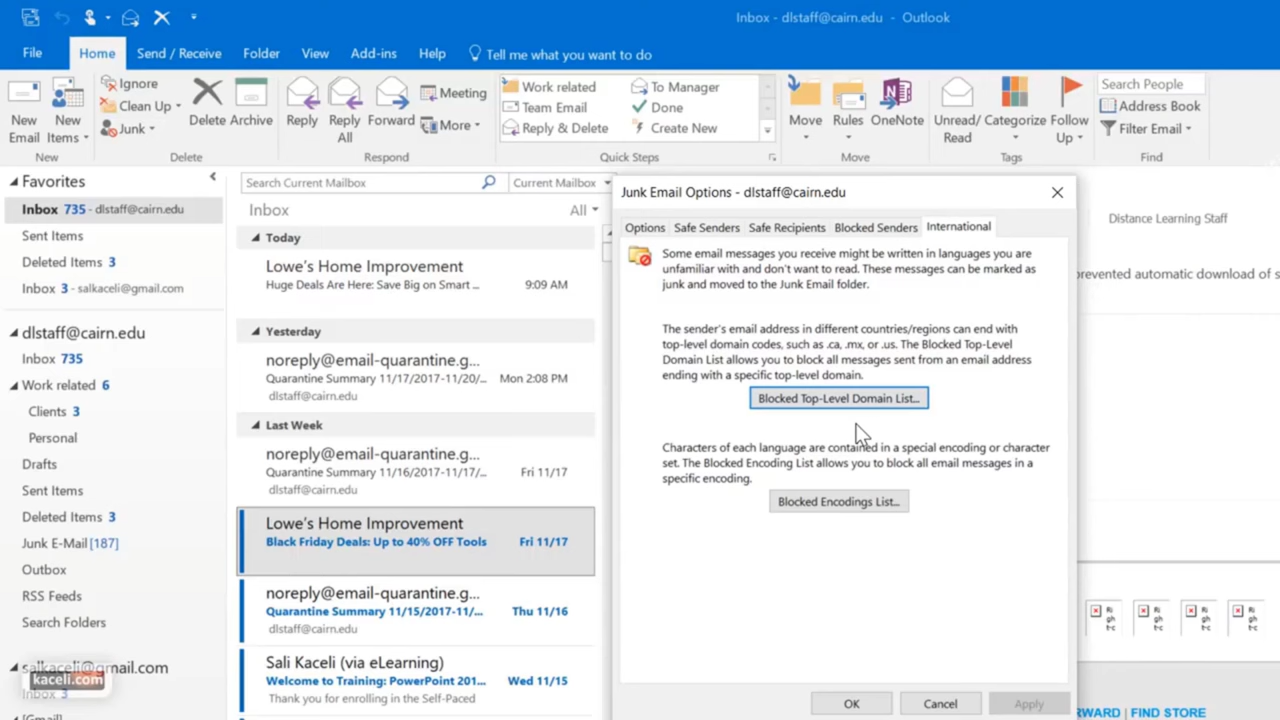 Inbox - dlstaff@cairn.edu - Outlook
File Home Send / Receive Folder View Add-ins Help Tell me what you want to do
New Email
New Items
Ignore
Clean Up
Junk
Delete
Archive
Reply
Reply All
Forward
Meeting
More
Work related
Team Email
Reply & Delete
To Manager
Done
Create New
Move
Rules
OneNote
Unread/ Read
Categorize
Follow Up
Search People
Address Book
Filter Email
New Delete Respond Quick Steps Move Tags Find
Favorites
Inbox 735 - dlstaff@cairn.edu
Sent Items
Deleted Items 3
Inbox 3 - salkaceli@gmail.com
dlstaff@cairn.edu
Inbox 735
Work related 6
Clients 3
Personal
Drafts
Sent Items
Deleted Items 3
Junk E-Mail [187]
Outbox
RSS Feeds
Search Folders
salkaceli@gmail.com
kaceli.com
Inbox 3
Search Current Mailbox Current Mailbox
Inbox All
Today
Lowe's Home Improvement
Huge Deals Are Here: Save Big on Smart ... 9:09 AM
Yesterday
noreply@email-quarantine.g...
Quarantine Summary 11/17/2017-11/20/... Mon 2:08 PM
dlstaff@cairn.edu
Last Week
noreply@email-quarantine.g...
Quarantine Summary 11/16/2017-11/17/... Fri 11/17
dlstaff@cairn.edu
Lowe's Home Improvement
Black Friday Deals: Up to 40% OFF Tools Fri 11/17
noreply@email-quarantine.g...
Quarantine Summary 11/15/2017-11/... Thu 11/16
dlstaff@cairn.edu
Sali Kaceli (via eLearning)
Welcome to Training: PowerPoint 201... Wed 11/15
Thank you for enrolling in the Self-Paced
Junk Email Options - dlstaff@cairn.edu
Options Safe Senders Safe Recipients Blocked Senders International
Some email messages you receive might be written in languages you are
unfamiliar with and don't want to read. These messages can be marked as
junk and moved to the Junk Email folder.
The sender's email address in different countries/regions can end with
top-level domain codes, such as .ca, .mx, or .us. The Blocked Top-Level
Domain List allows you to block all messages sent from an email address
ending with a specific top-level domain.
Blocked Top-Level Domain List...
Characters of each language are contained in a special encoding or character
set. The Blocked Encoding List allows you to block all email messages in a
specific encoding.
Blocked Encodings List...
OK Cancel Apply
Distance Learning Staff
prevented automatic download of s
Ri gh t-c
Ri gh t-c
Ri gh t-c
Ri gh t-c
WARD | FIND STORE